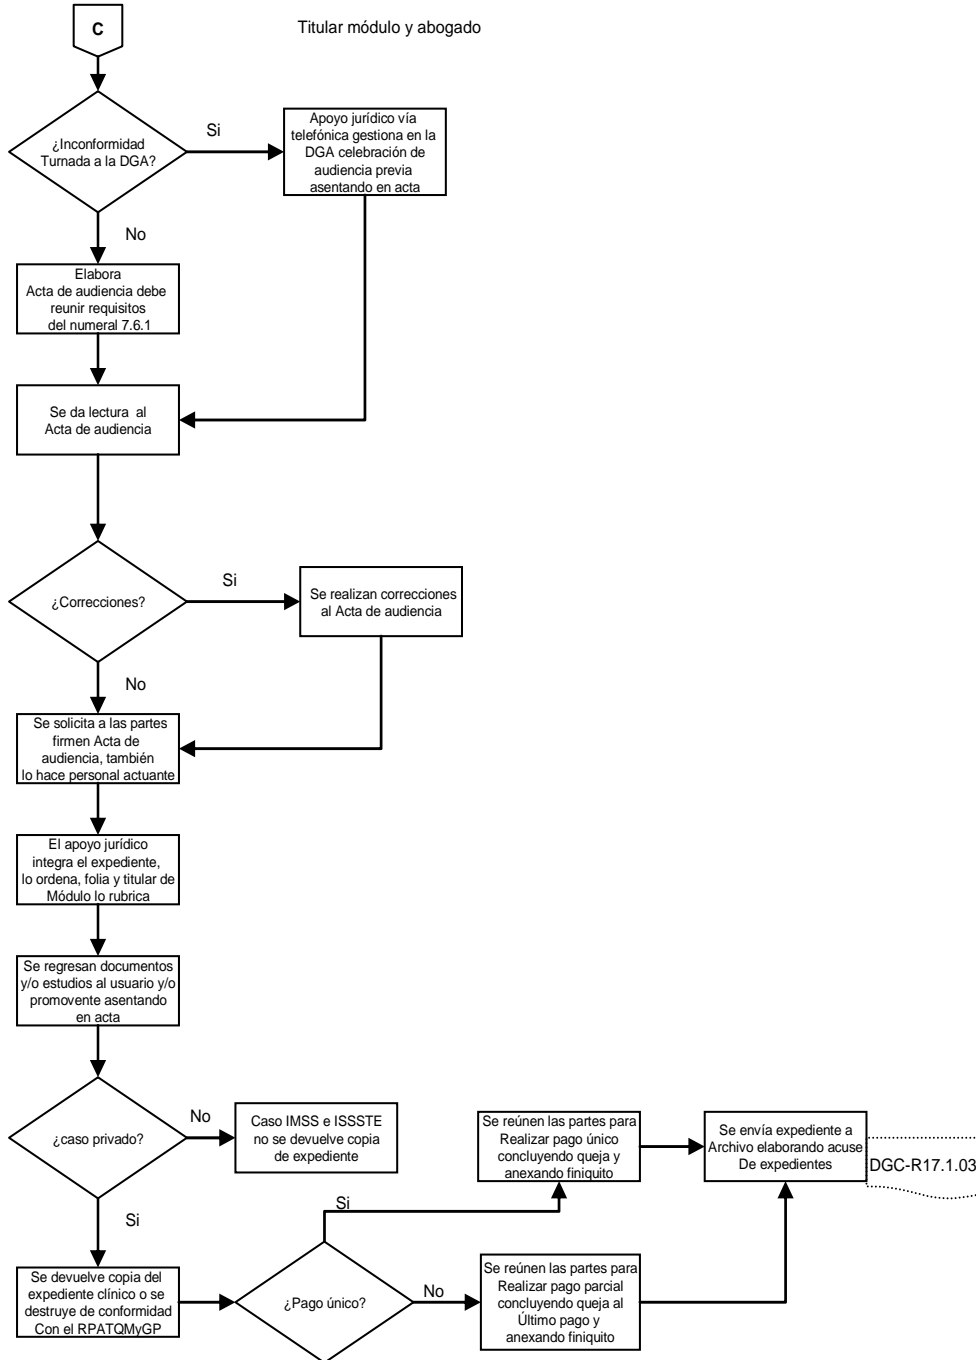 C
Titular módulo y abogado
¿Inconformidad
Turnada a la DGA?
Si
Apoyo jurídico vía
telefónica gestiona en la
DGA celebración de
audiencia previa
asentando en acta
No
Elabora
Acta de audiencia debe
reunir requisitos
del numeral 7.6.1
Se da lectura al
Acta de audiencia
¿Correcciones?
Si
Se realizan correcciones
al Acta de audiencia
No
Se solicita a las partes
firmen Acta de
audiencia, también
lo hace personal actuante
El apoyo jurídico
integra el expediente,
lo ordena, folia y titular de
Módulo lo rubrica
Se regresan documentos
y/o estudios al usuario y/o
promovente asentando
en acta
¿caso privado?
No
Caso IMSS e ISSSTE
no se devuelve copia
de expediente
Si
Se devuelve copia del
expediente clínico o se
destruye de conformidad
Con el RPATQMyGP
¿Pago único?
Si
Se reúnen las partes para
Realizar pago único
concluyendo queja y
anexando finiquito
No
Se reúnen las partes para
Realizar pago parcial
concluyendo queja al
Último pago y
anexando finiquito
Se envía expediente a
Archivo elaborando acuse
De expedientes
DGC-R17.1.03